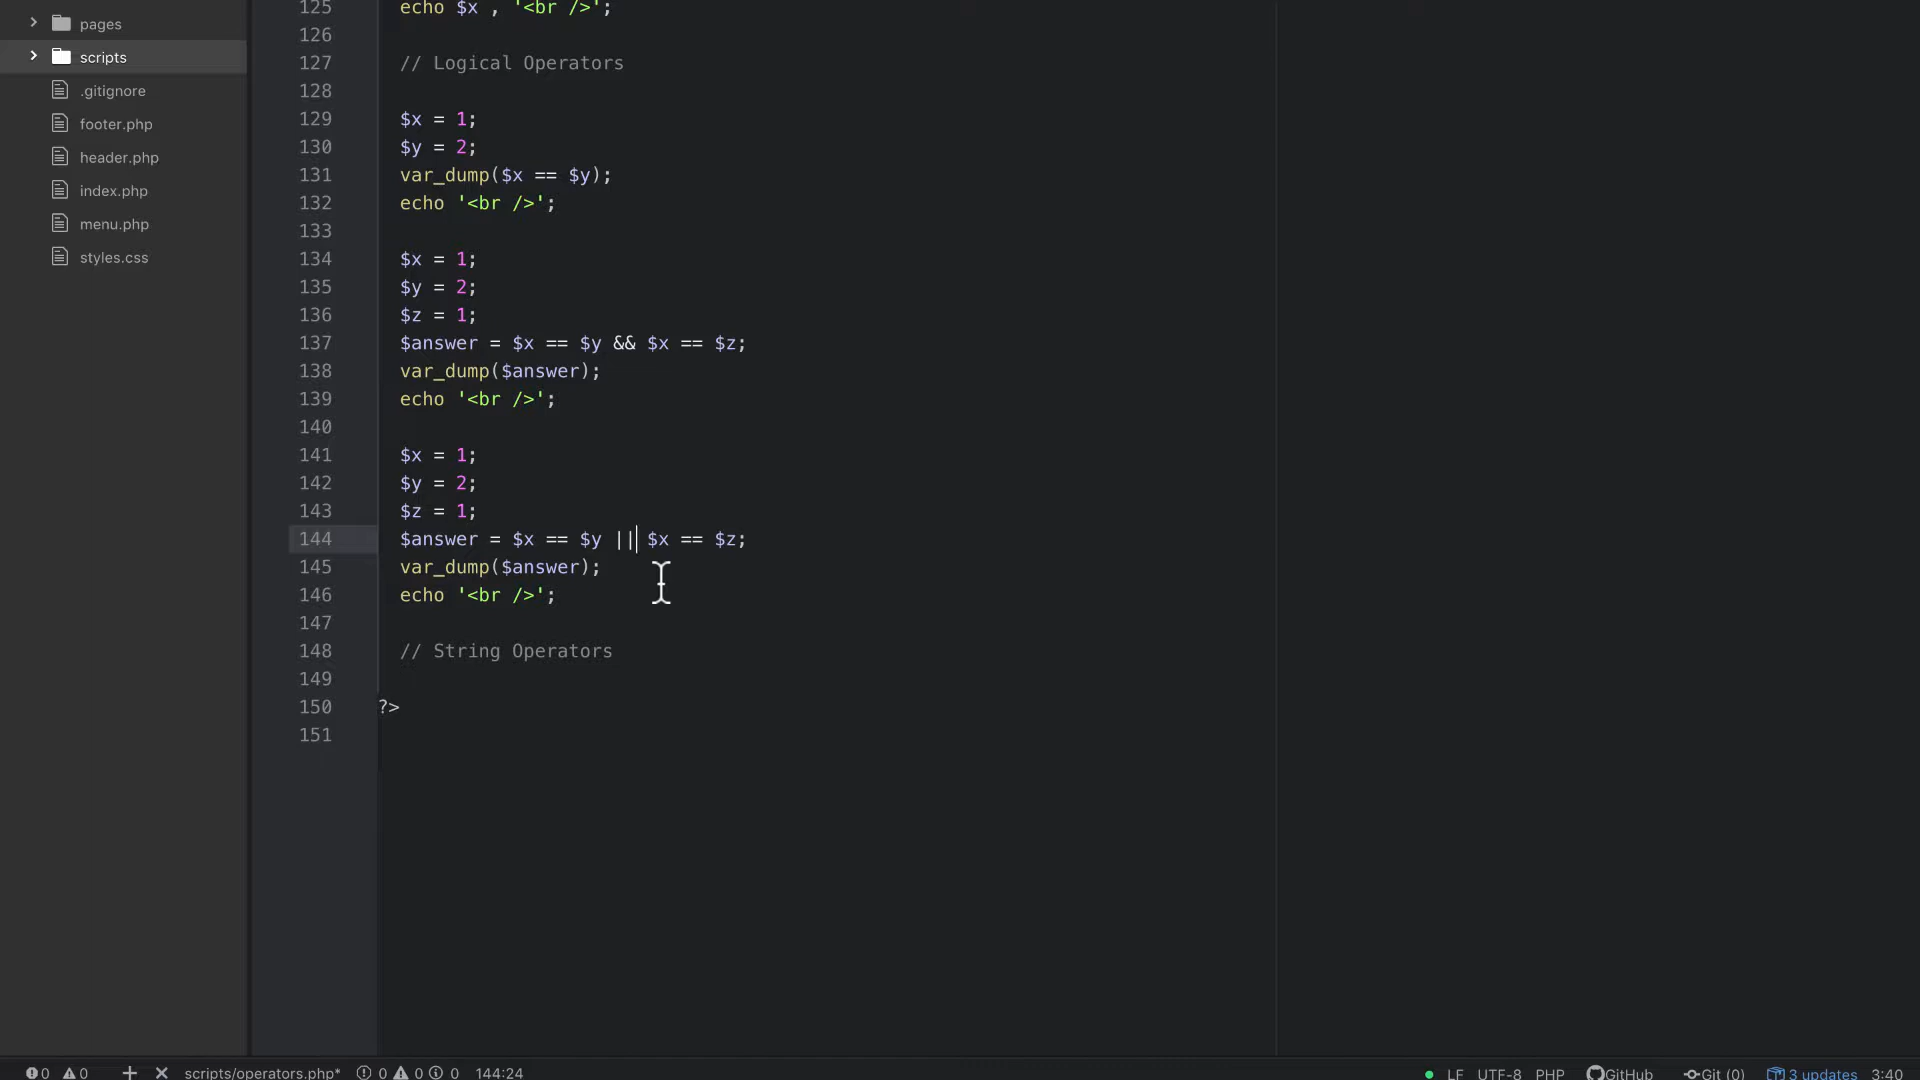 pages
scripts
.gitignore
footer.php
header.php
index.php
menu.php
styles.css
125 echo $x , '<br />';
126
127 // Logical Operators
128
129 $x = 1;
130 $y = 2;
131 var_dump($x == $y);
132 echo '<br />';
133
134 $x = 1;
135 $y = 2;
136 $z = 1;
137 $answer = $x == $y && $x == $z;
138 var_dump($answer);
139 echo '<br />';
140
141 $x = 1;
142 $y = 2;
143 $z = 1;
144 $answer = $x == $y || $x == $z;
145 var_dump($answer);
146 echo '<br />';
147
148 // String Operators
149
150 ?>
151
0 0 scripts/operators.php* 0 0 0 144:24 LF UTF-8 PHP GitHub Git (0) 3 updates 3:40